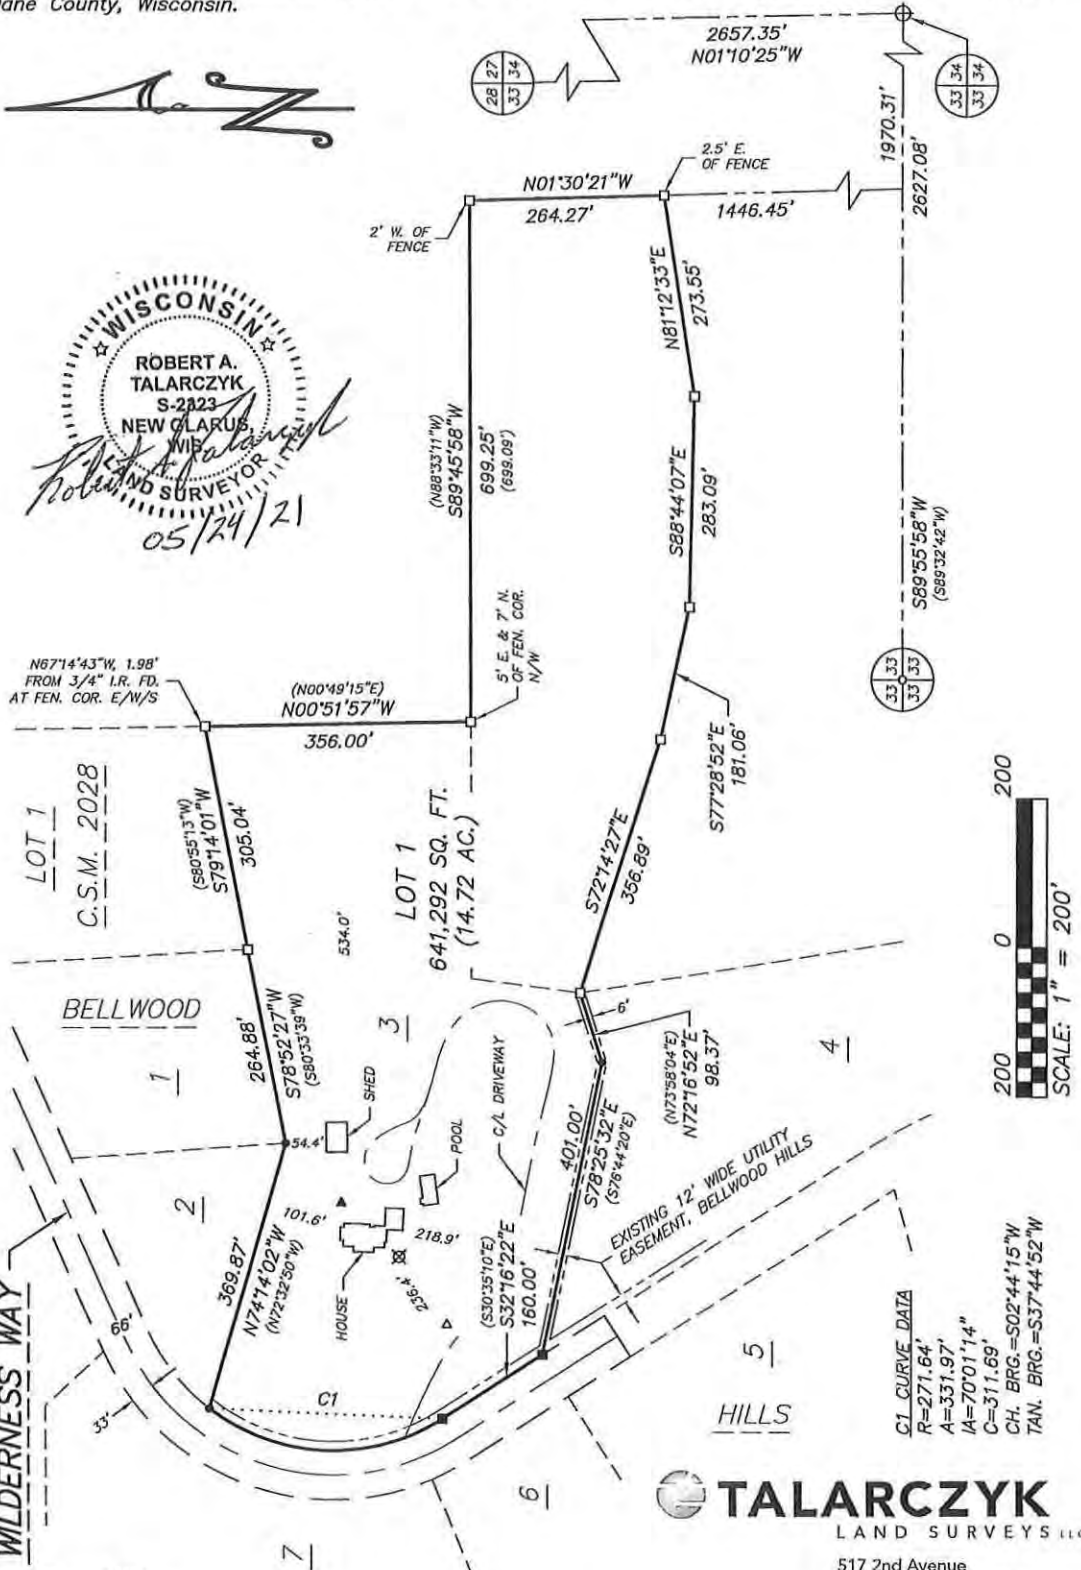 Dane County, Wisconsin.
2657.35'
N01°10'25"W
28 27
33 34
33 34
33 34
1970.31'
2627.08'
2.5' E.
OF FENCE
N01°30'21"W
264.27'
1446.45'
2' W. OF
FENCE
N81°12'33"E
273.55'
WISCONSIN
ROBERT A.
TALARCZYK
S-2323
NEW GLARUS,
WIS.
LAND SURVEYOR
Robert A. Talarczyk
05/24/21
(N88°33'11"W)
S89°45'58"W
699.25'
(699.09')
S88°44'07"E
283.09'
S89°55'58"W
(S89°32'42"W)
5' E. & 7' N.
OF FEN. COR.
N/W
33 33
33 33
N67°14'43"W, 1.98'
FROM 3/4" I.R. FD.
AT FEN. COR. E/W/S
(N00°49'15"E)
N00°51'57"W
356.00'
S77°28'52"E
181.06'
LOT 1
C.S.M. 2028
(S80°55'13"W)
S79°14'01"W
305.04'
534.0'
LOT 1
641,292 SQ. FT.
(14.72 AC.)
S72°14'27"E
356.89'
200
0
200
SCALE: 1" = 200'
BELLWOOD
1
264.88'
S78°52'27"W
(S80°33'39"W)
3
6'
(N73°58'04"E)
N72°16'52"E
98.37'
4
SHED
54.4'
POOL
C/L DRIVEWAY
401.00'
S78°25'32"E
(S76°44'20"E)
EXISTING 12' WIDE UTILITY
EASEMENT, BELLWOOD HILLS
2
101.6'
218.9'
369.87'
N74°14'02"W
(N72°32'50"W)
HOUSE
236.4'
(S30°35'10"E)
S32°16'22"E
160.00'
WILDERNESS WAY
66'
33'
C1
5
HILLS
C1 CURVE DATA
R=271.64'
A=331.97'
IA=70°01'14"
C=311.69'
CH. BRG.=S02°44'15"W
TAN. BRG.=S37°44'52"W
6
7
TALARCZYK
LAND SURVEYS LLC
517 2nd Avenue